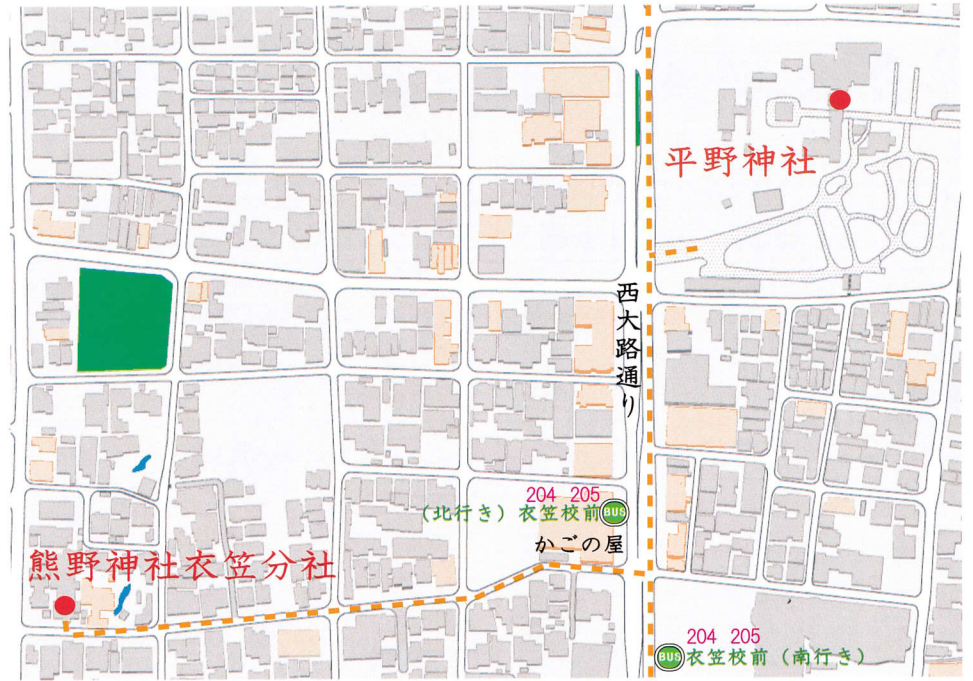 平野神社
西大路通り
204 205
(北行き) 衣笠校前 BUS
かごの屋
熊野神社衣笠分社
204 205
BUS 衣笠校前 (南行き)